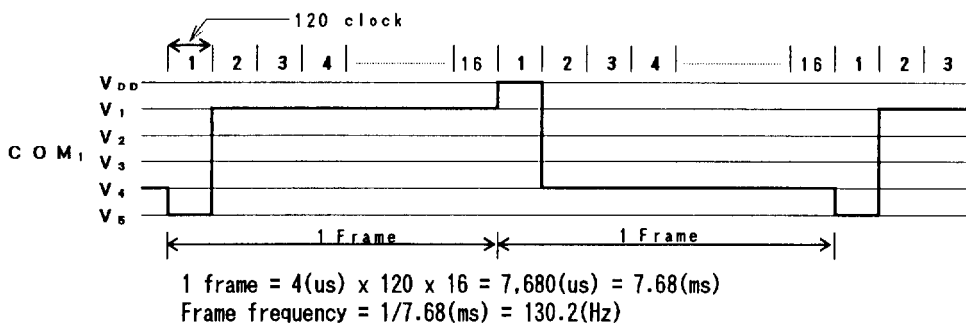 120 clock
1 2 3 4 16 1 2 3 4 16 1 2 3
VDD
V1
V2
COM1 V3
V4
V5
1 Frame 1 Frame
1 frame = 4(us) x 120 x 16 = 7,680(us) = 7.68(ms)
Frame frequency = 1/7.68(ms) = 130.2(Hz)